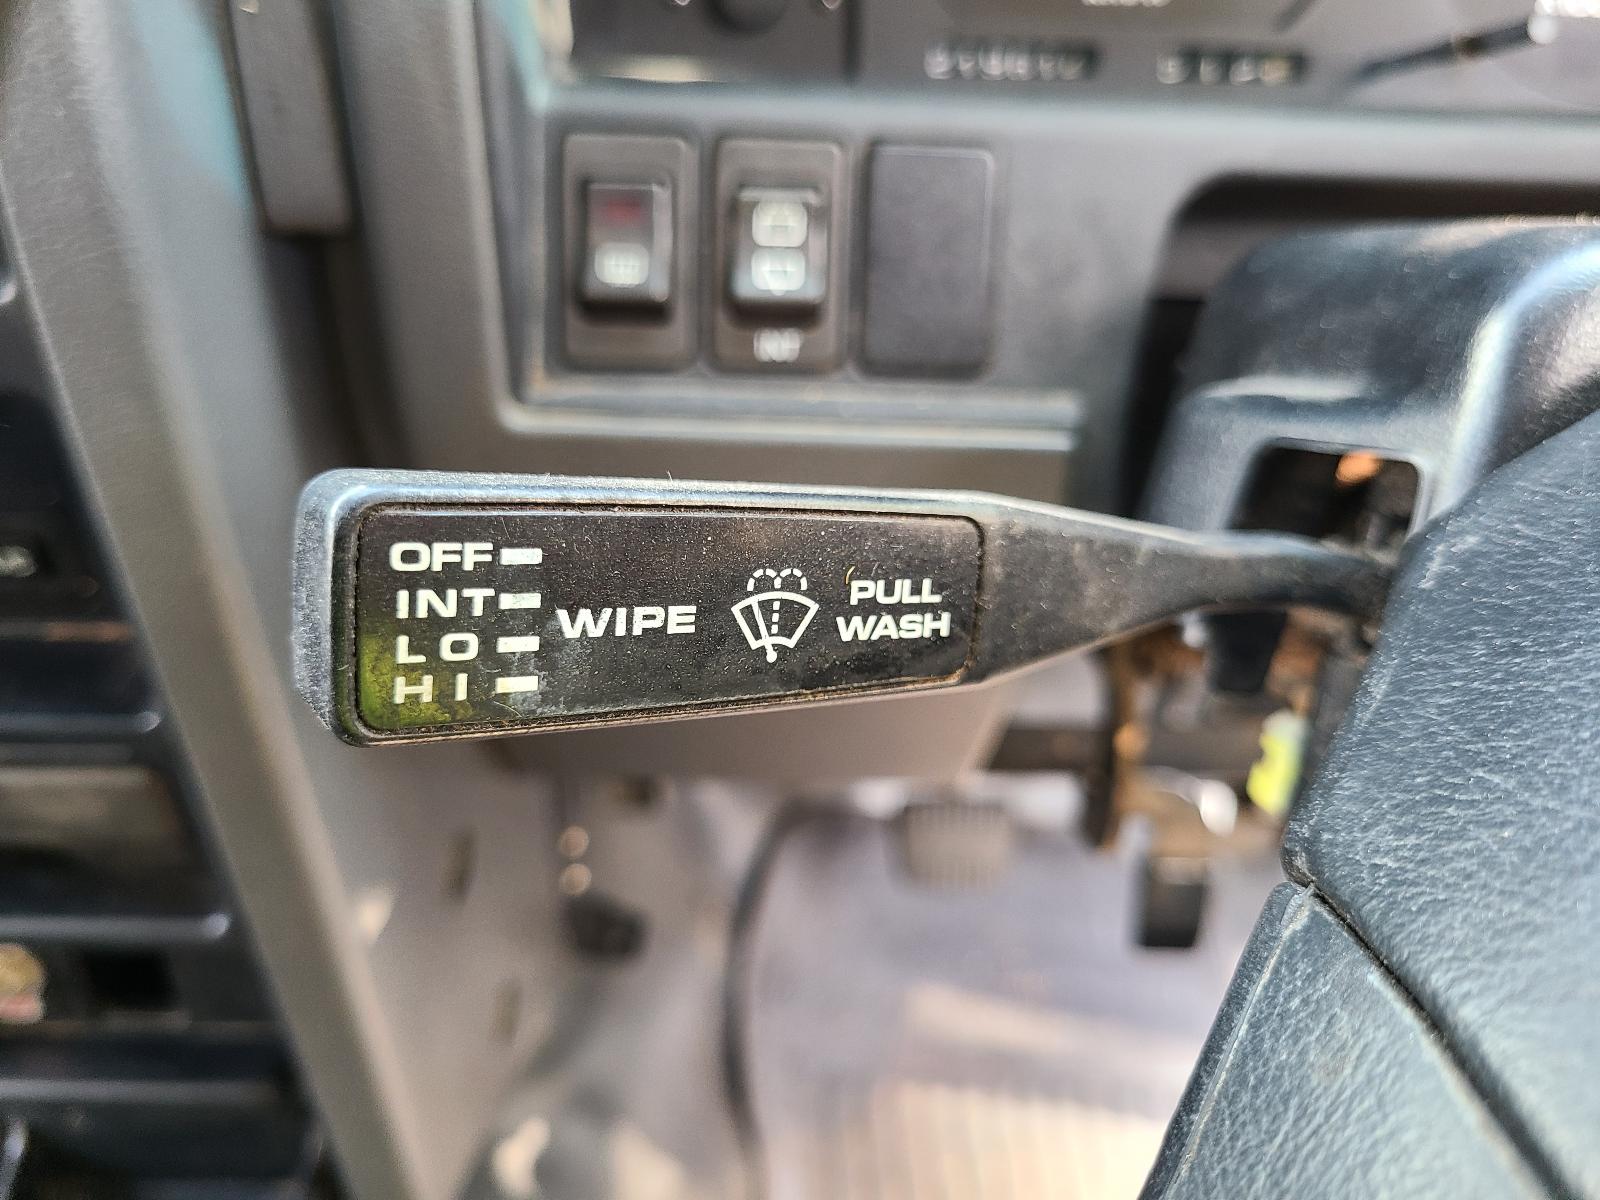 OFF
INT
LO
HI
WIPE
PULL
WASH